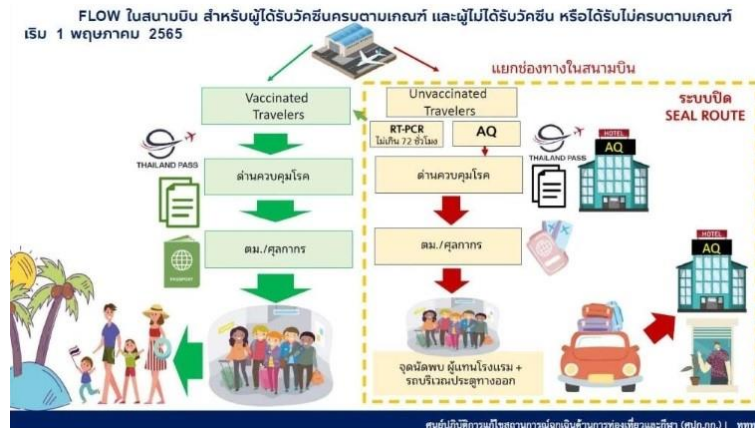 FLOW ในสนามบิน สำหรับผู้ได้รับวัคซีนครบตามเกณฑ์ และผู้ไม่ได้รับวัคซีน หรือได้รับไม่ครบตามเกณฑ์
เริ่ม 1 พฤษภาคม 2565
แยกช่องทางในสนามบิน
Vaccinated
Travelers
Unvaccinated
Travelers
ระบบปิด
SEAL ROUTE
RT-PCR
ไม่เกิน 72 ชั่วโมง
AQ
THAILAND PASS
THAILAND PASS
HOTEL
AQ
ด่านควบคุมโรค
ด่านควบคุมโรค
ตม./ศุลกากร
ตม./ศุลกากร
PASSPORT
HOTEL
AQ
จุดนัดพบ ผู้แทนโรงแรม +
รถบริเวณประตูทางออก
ศูนย์ปฏิบัติการแก้ไขสถานการณ์ฉุกเฉินด้านการท่องเที่ยวและกีฬา (ศปก.กก.) |